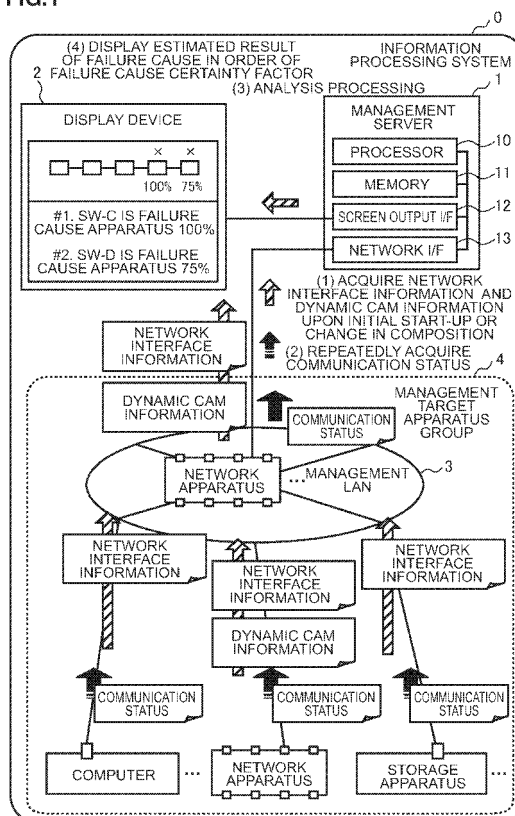 FIG.1
0
(4) DISPLAY ESTIMATED RESULT
OF FAILURE CAUSE IN ORDER OF
FAILURE CAUSE CERTAINTY FACTOR
INFORMATION
PROCESSING SYSTEM
(3) ANALYSIS PROCESSING
2
1
DISPLAY DEVICE
× ×
100% 75%
#1. SW-C IS FAILURE
CAUSE APPARATUS 100%
#2. SW-D IS FAILURE
CAUSE APPARATUS 75%
MANAGEMENT
SERVER
PROCESSOR
10
MEMORY
11
SCREEN OUTPUT I/F
12
NETWORK I/F
13
(1) ACQUIRE NETWORK
INTERFACE INFORMATION AND
DYNAMIC CAM INFORMATION
UPON INITIAL START-UP OR
CHANGE IN COMPOSITION
(2) REPEATEDLY ACQUIRE
COMMUNICATION STATUS
4
NETWORK
INTERFACE
INFORMATION
DYNAMIC CAM
INFORMATION
COMMUNICATION
STATUS
MANAGEMENT
TARGET
APPARATUS
GROUP
NETWORK
APPARATUS
...
MANAGEMENT
LAN
3
NETWORK
INTERFACE
INFORMATION
NETWORK
INTERFACE
INFORMATION
DYNAMIC CAM
INFORMATION
NETWORK
INTERFACE
INFORMATION
COMMUNICATION
STATUS
COMMUNICATION
STATUS
COMMUNICATION
STATUS
COMPUTER
...
NETWORK
APPARATUS
...
STORAGE
APPARATUS
...